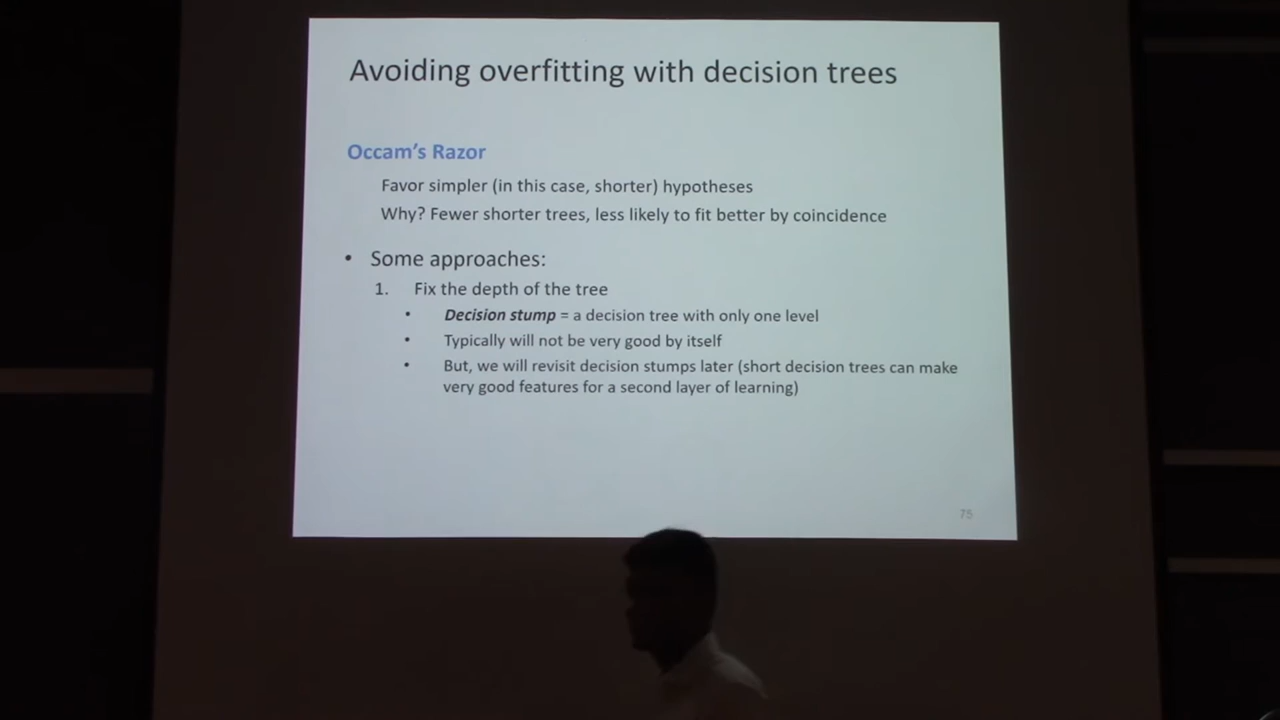 Avoiding overfitting with decision trees
Occam's Razor
Favor simpler (in this case, shorter) hypotheses
Why? Fewer shorter trees, less likely to fit better by coincidence
• Some approaches:
1. Fix the depth of the tree
• Decision stump = a decision tree with only one level
• Typically will not be very good by itself
• But, we will revisit decision stumps later (short decision trees can make
very good features for a second layer of learning)
75